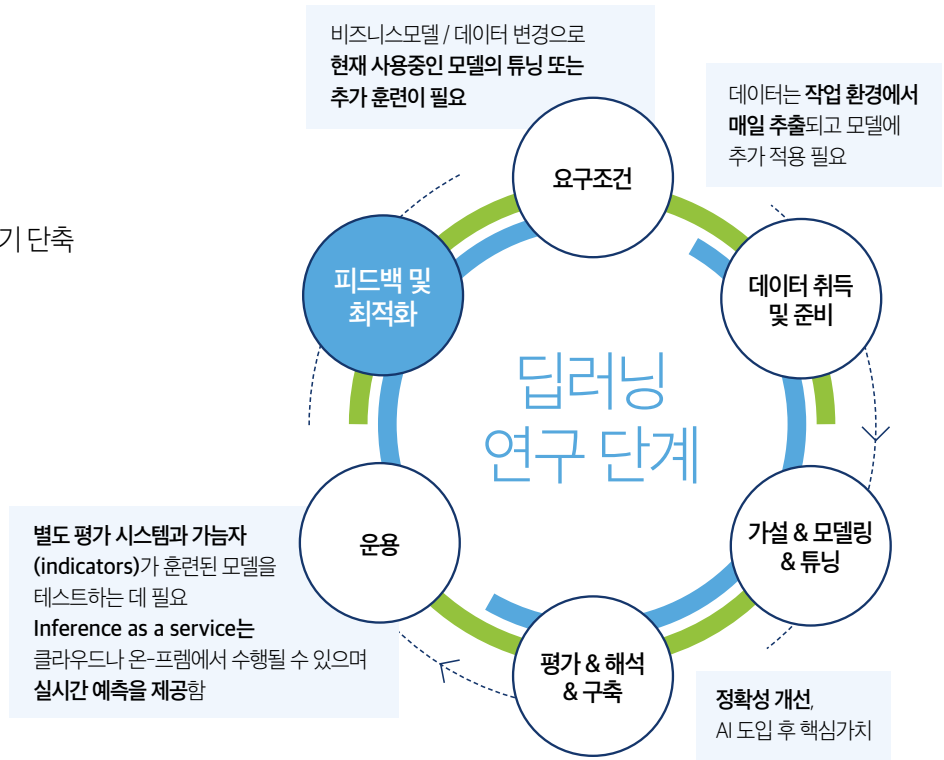 비즈니스모델 / 데이터 변경으로
현재 사용중인 모델의 튜닝 또는
추가 훈련이 필요
데이터는 작업 환경에서
매일 추출되고 모델에
추가 적용 필요
요구조건
기 단축
피드백 및
최적화
데이터 취득
및 준비
딥러닝
연구 단계
별도 평가 시스템과 가늠자
(indicators)가 훈련된 모델을
테스트하는 데 필요
Inference as a service는
클라우드나 온-프렘에서 수행될 수 있으며
실시간 예측을 제공함
운용
가설 & 모델링
& 튜닝
평가 & 해석
& 구축
정확성 개선,
AI 도입 후 핵심가치